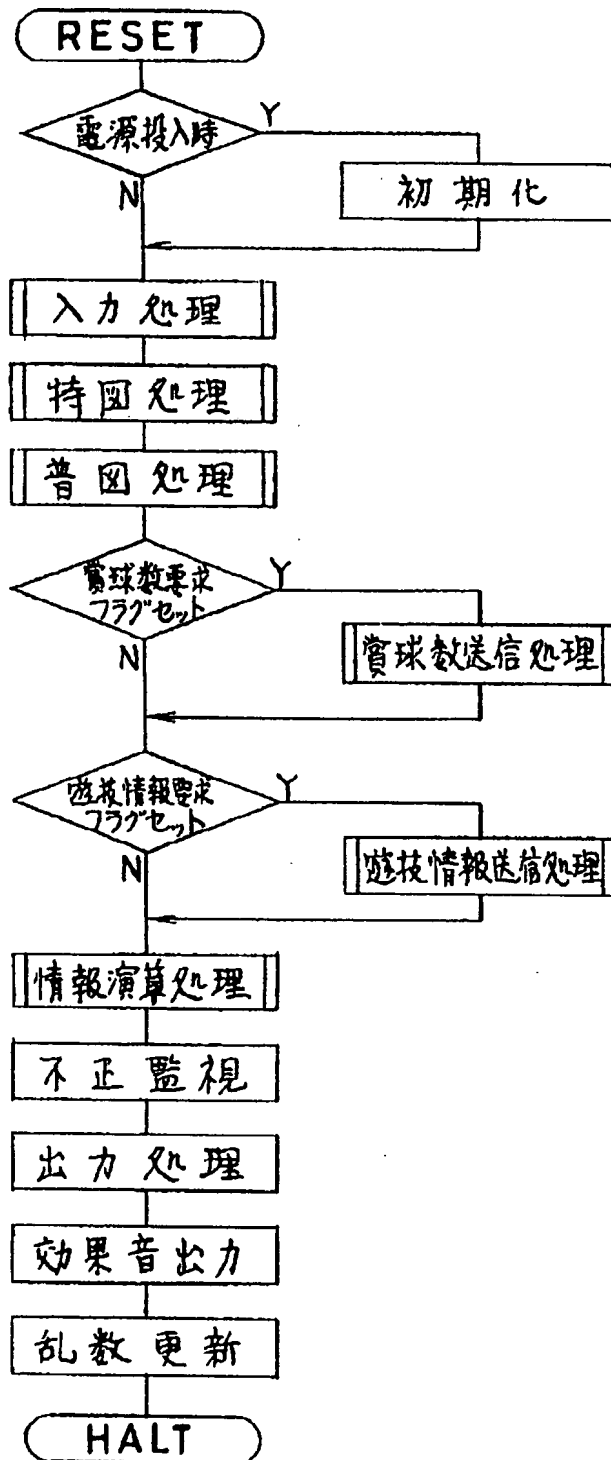 RESET
電源投入時
Y
N
初期化
入力処理
特図処理
普図処理
賞球数要求
フラグセット
Y
N
賞球数送信処理
遊技情報要求
フラグセット
Y
N
遊技情報送信処理
情報演算処理
不正監視
出力処理
効果音出力
乱数更新
HALT